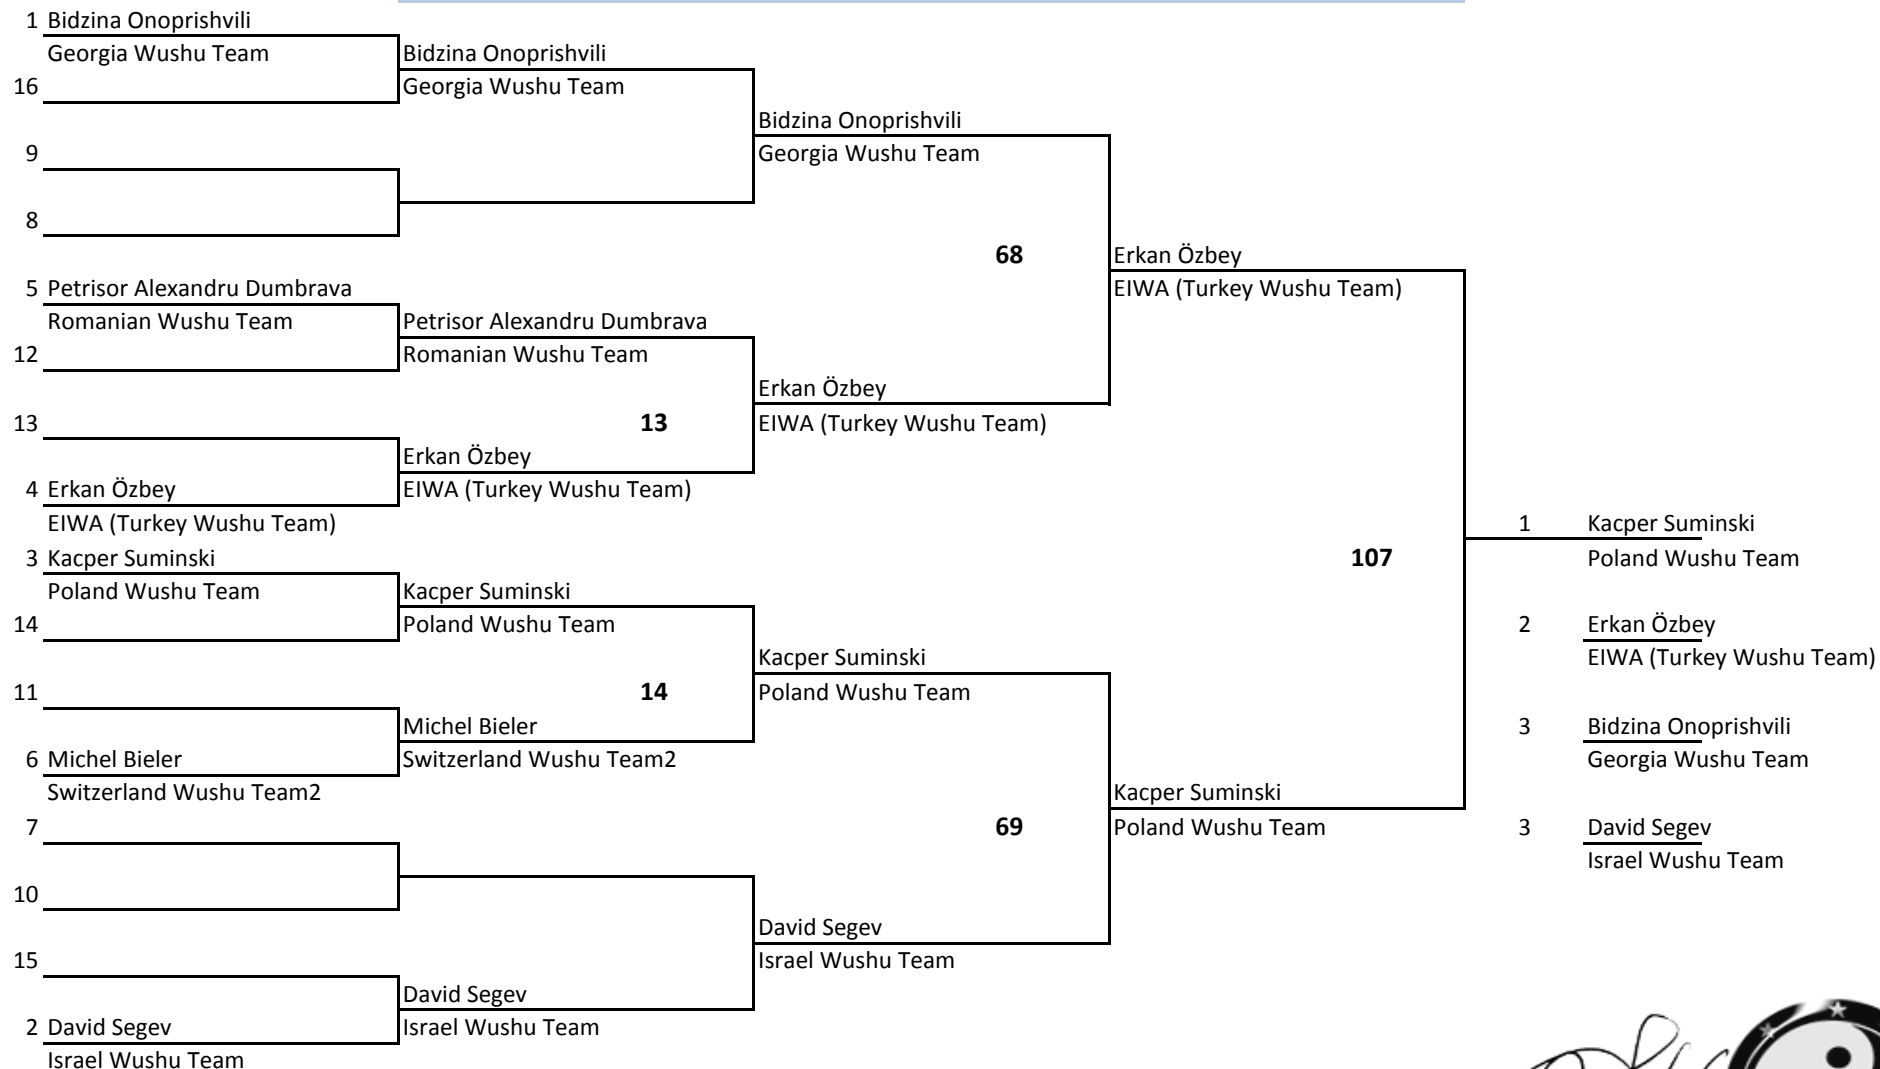 1 Bidzina Onoprishvili
Georgia Wushu Team
Bidzina Onoprishvili
16
Georgia Wushu Team
Bidzina Onoprishvili
9
Georgia Wushu Team
8
68
Erkan Özbey
5 Petrisor Alexandru Dumbrava
EIWA (Turkey Wushu Team)
Romanian Wushu Team
Petrisor Alexandru Dumbrava
12
Romanian Wushu Team
Erkan Özbey
13
13
EIWA (Turkey Wushu Team)
Erkan Özbey
4 Erkan Özbey
EIWA (Turkey Wushu Team)
EIWA (Turkey Wushu Team)
1 Kacper Suminski
3 Kacper Suminski
107
Poland Wushu Team
Poland Wushu Team
Kacper Suminski
14
Poland Wushu Team
2 Erkan Özbey
Kacper Suminski
EIWA (Turkey Wushu Team)
11
14
Poland Wushu Team
Michel Bieler
3 Bidzina Onoprishvili
6 Michel Bieler
Switzerland Wushu Team2
Georgia Wushu Team
Switzerland Wushu Team2
Kacper Suminski
7
69
Poland Wushu Team
3 David Segev
Israel Wushu Team
10
David Segev
15
Israel Wushu Team
David Segev
2 David Segev
Israel Wushu Team
Israel Wushu Team